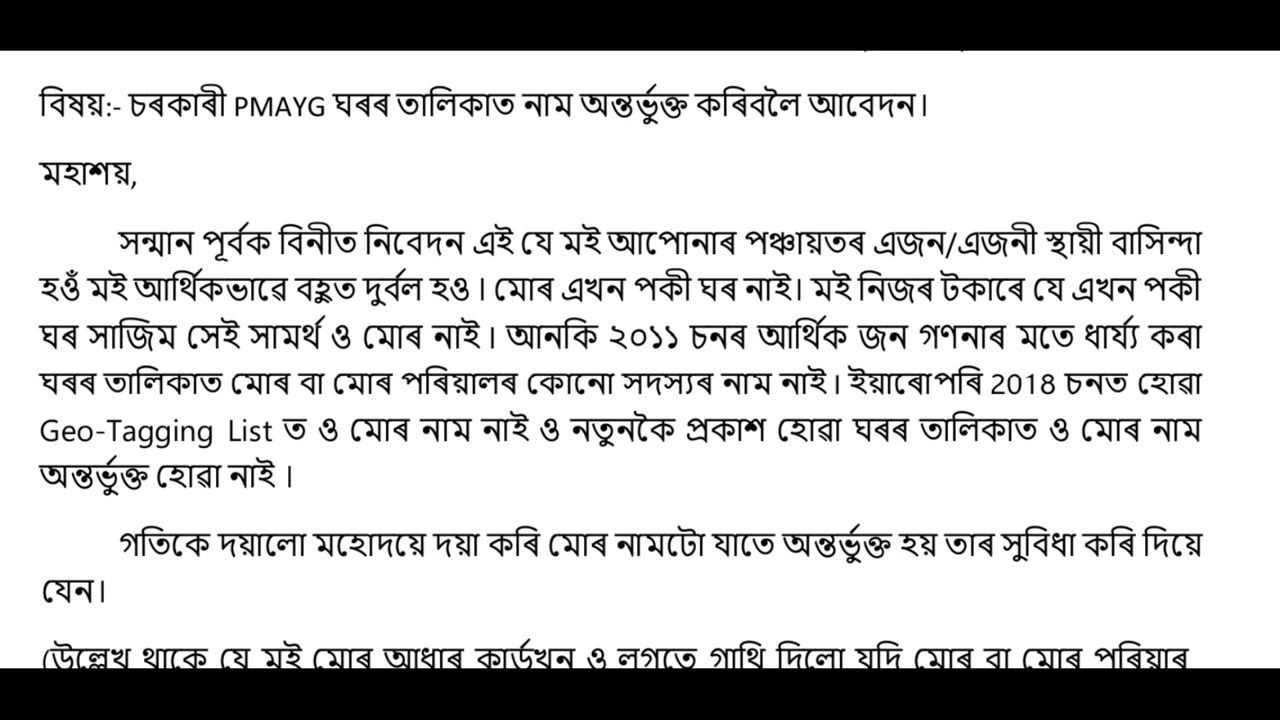 বিষয়:- চৰকাৰী PMAYG ঘৰৰ তালিকাত নাম অন্তৰ্ভুক্ত কৰিবলৈ আবেদন।
মহাশয়,
সন্মান পূৰ্বক বিনীত নিবেদন এই যে মই আপোনাৰ পঞ্চায়তৰ এজন/এজনী স্থায়ী বাসিন্দা
হওঁ মই আৰ্থিকভাৱে বহুত দুৰ্বল হও । মোৰ এখন পকী ঘৰ নাই। মই নিজৰ টকাৰে যে এখন পকী
ঘৰ সাজিম সেই সামৰ্থ ও মোৰ নাই। আনকি ২০১১ চনৰ আৰ্থিক জন গণনাৰ মতে ধাৰ্য্য কৰা
ঘৰৰ তালিকাত মোৰ বা মোৰ পৰিয়ালৰ কোনো সদস্যৰ নাম নাই। ইয়াৰোপৰি 2018 চনত হোৱা
Geo-Tagging List ত ও মোৰ নাম নাই ও নতুনকৈ প্ৰকাশ হোৱা ঘৰৰ তালিকাত ও মোৰ নাম
অন্তৰ্ভুক্ত হোৱা নাই ।
গতিকে দয়ালো মহোদয়ে দয়া কৰি মোৰ নামটো যাতে অন্তৰ্ভুক্ত হয় তাৰ সুবিধা কৰি দিয়ে
যেন।
(উল্লেখ থাকে যে মই মোৰ আধাৰ কাৰ্ডখন ও লগতে গাথি দিলো যদি মোৰ বা মোৰ পৰিয়াৰ